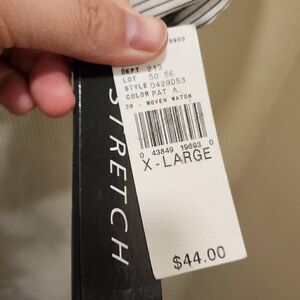 DEPT 213
LOT 50 56
STYLE 0429D53
COLOR PAT A
20 - WOVEN WATCH
0 43849 19693 0
X-LARGE
$44.00
STRETCH